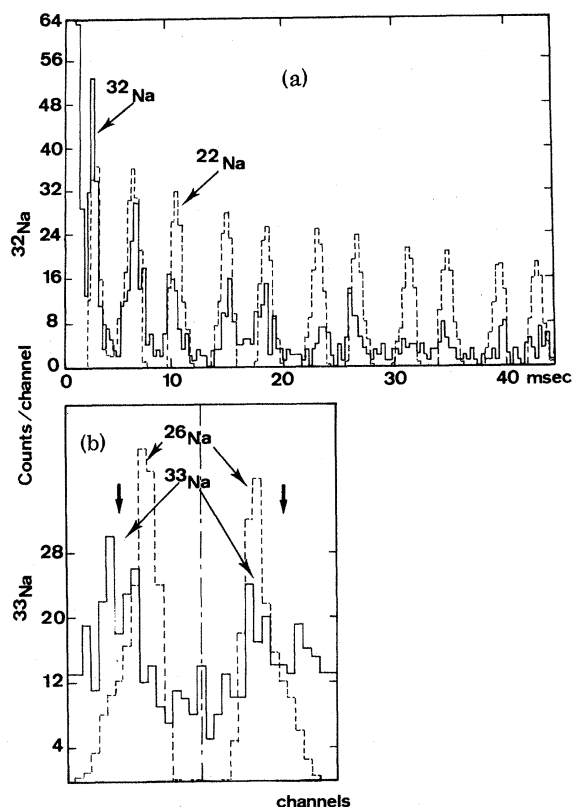 64
56
48
40
32
24
16
8
0
³²Na
(a)
³²Na
²²Na
0 10 20 30 40 msec
Counts/channel
(b)
²⁶Na
³³Na
³³Na
28
20
12
4
channels